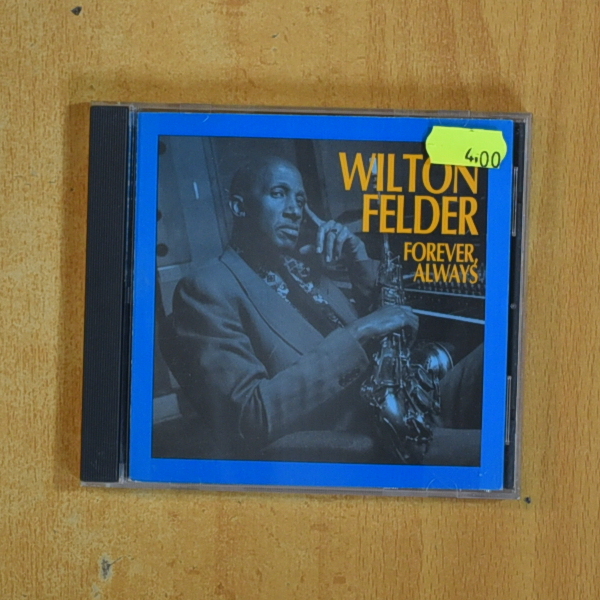 4.00
WILTON
FELDER
FOREVER,
ALWAYS